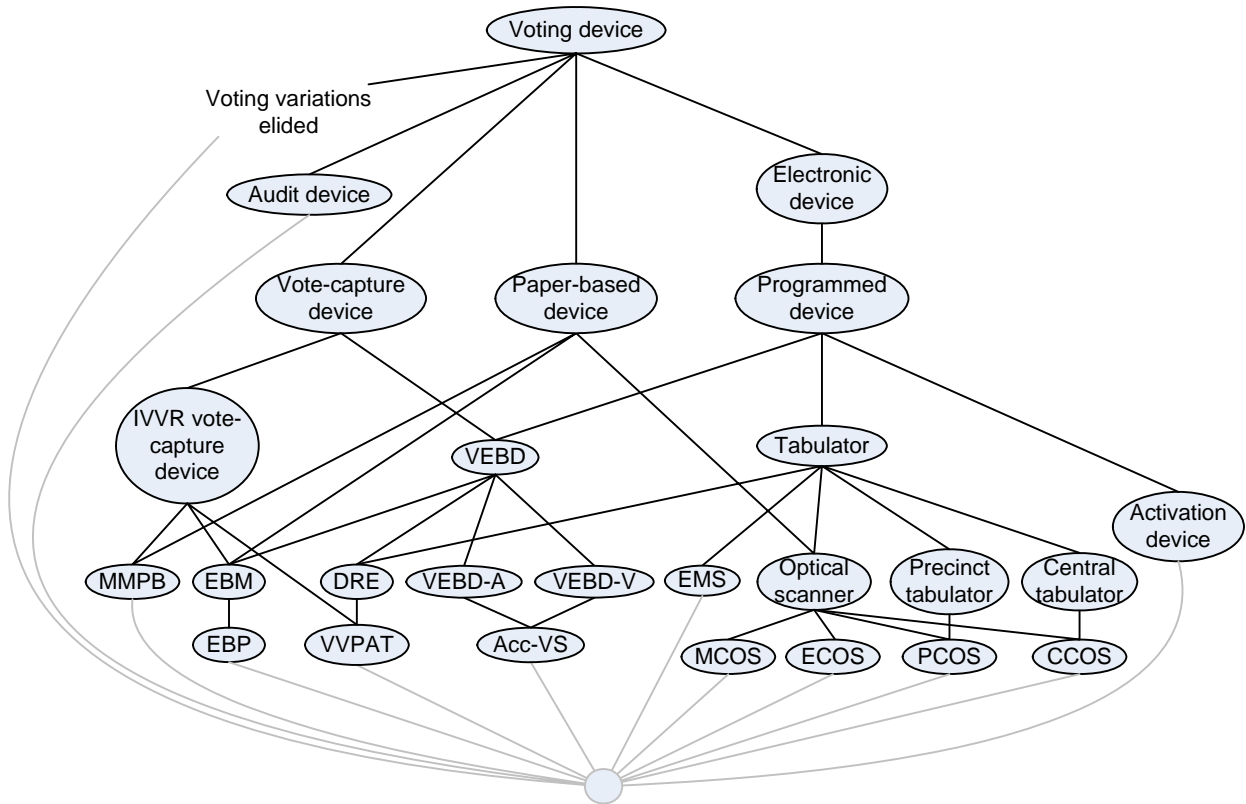 Voting device
Voting variations
elided
Audit device
Electronic
device
Vote-capture
device
Paper-based
device
Programmed
device
IVVR vote-
capture
device
VEBD
Tabulator
Activation
device
MMPB
EBM
DRE
VEBD-A
VEBD-V
EMS
Optical
scanner
Precinct
tabulator
Central
tabulator
EBP
VVPAT
Acc-VS
MCOS
ECOS
PCOS
CCOS